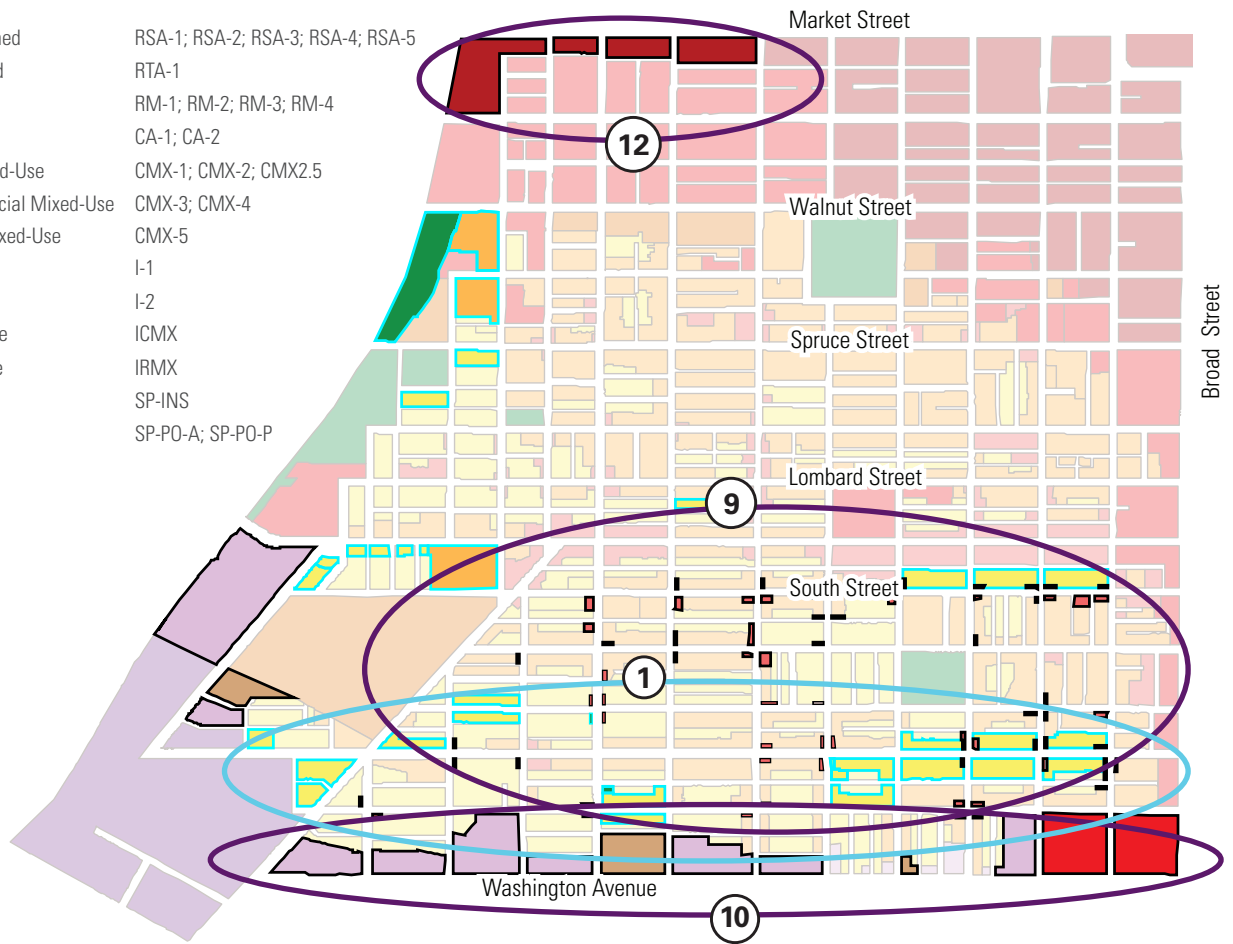 Market Street
ned RSA-1; RSA-2; RSA-3; RSA-4; RSA-5
d RTA-1
RM-1; RM-2; RM-3; RM-4
CA-1; CA-2
12
d-Use CMX-1; CMX-2; CMX2.5
cial Mixed-Use CMX-3; CMX-4
Walnut Street
ixed-Use CMX-5
I-1
I-2
e ICMX
Spruce Street
Broad Street
e IRMX
SP-INS
SP-PO-A; SP-PO-P
Lombard Street
9
South Street
1
Washington Avenue
10